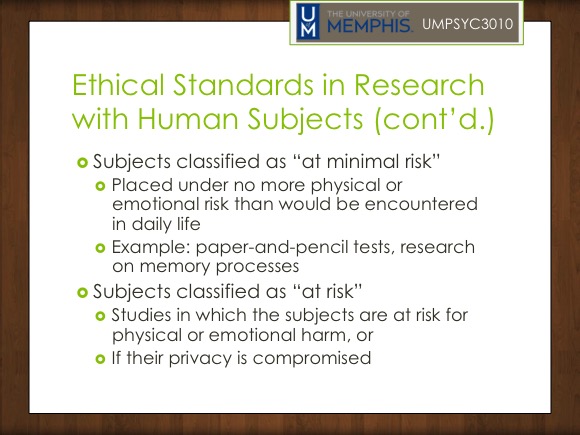 UM THE UNIVERSITY OF
MEMPHIS. UMPSYC3010
Ethical Standards in Research
with Human Subjects (cont’d.)
Subjects classified as “at minimal risk”
Placed under no more physical or
emotional risk than would be encountered
in daily life
Example: paper-and-pencil tests, research
on memory processes
Subjects classified as “at risk”
Studies in which the subjects are at risk for
physical or emotional harm, or
If their privacy is compromised